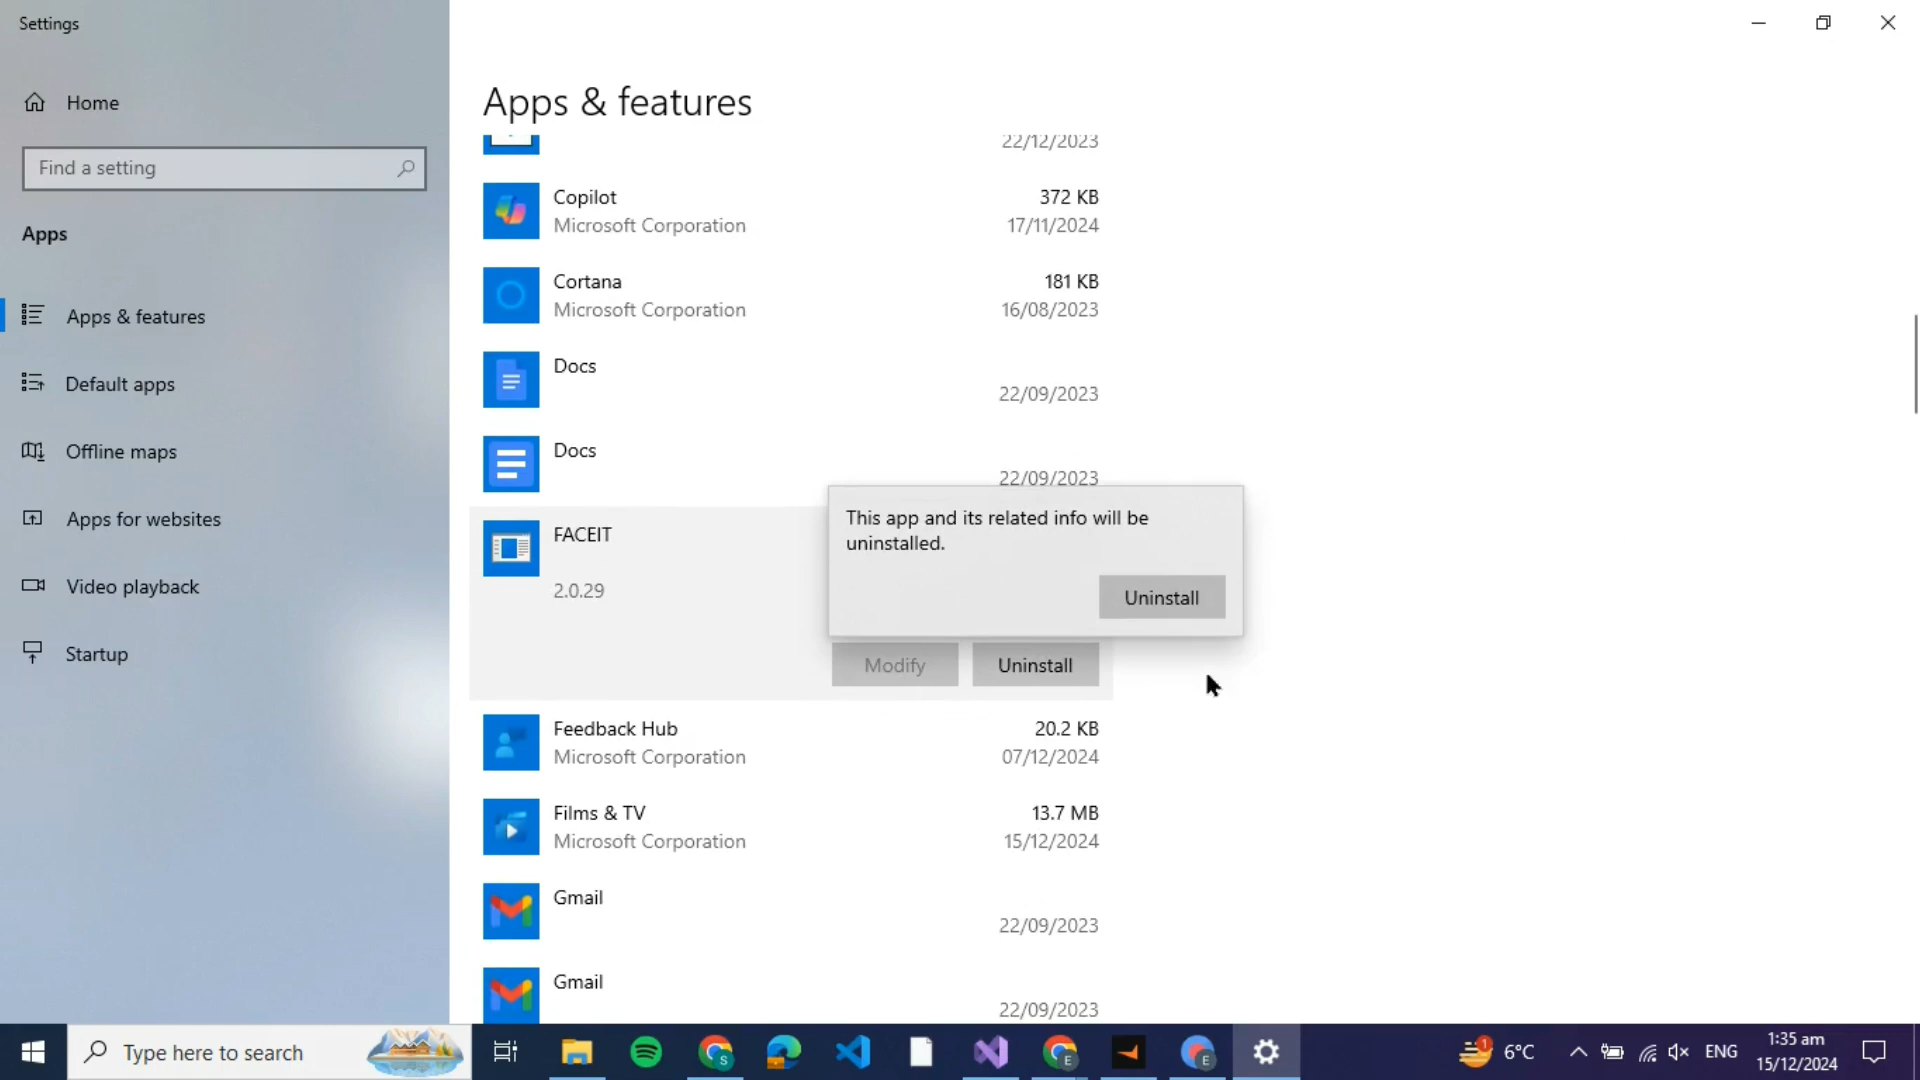 Settings
Home
Find a setting
Apps
Apps & features
Default apps
Offline maps
Apps for websites
Video playback
Startup
Apps & features
22/12/2023
Copilot 372 KB
Microsoft Corporation 17/11/2024
Cortana 181 KB
Microsoft Corporation 16/08/2023
Docs
22/09/2023
Docs
22/09/2023
FACEIT
2.0.29
This app and its related info will be
uninstalled.
Uninstall
Modify Uninstall
Feedback Hub 20.2 KB
Microsoft Corporation 07/12/2024
Films & TV 13.7 MB
Microsoft Corporation 15/12/2024
Gmail
22/09/2023
Gmail
22/09/2023
Type here to search
S
E
E
1
6°C
ENG
1:35 am
15/12/2024